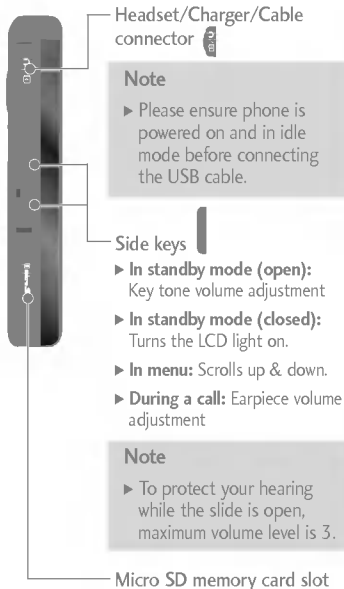 Headset/Charger/Cable
connector
Note
▶ Please ensure phone is
powered on and in idle
mode before connecting
the USB cable.
Side keys
▶ In standby mode (open):
Key tone volume adjustment
▶ In standby mode (closed):
Turns the LCD light on.
▶ In menu: Scrolls up & down.
▶ During a call: Earpiece volume
adjustment
Note
▶ To protect your hearing
while the slide is open,
maximum volume level is 3.
Micro SD memory card slot